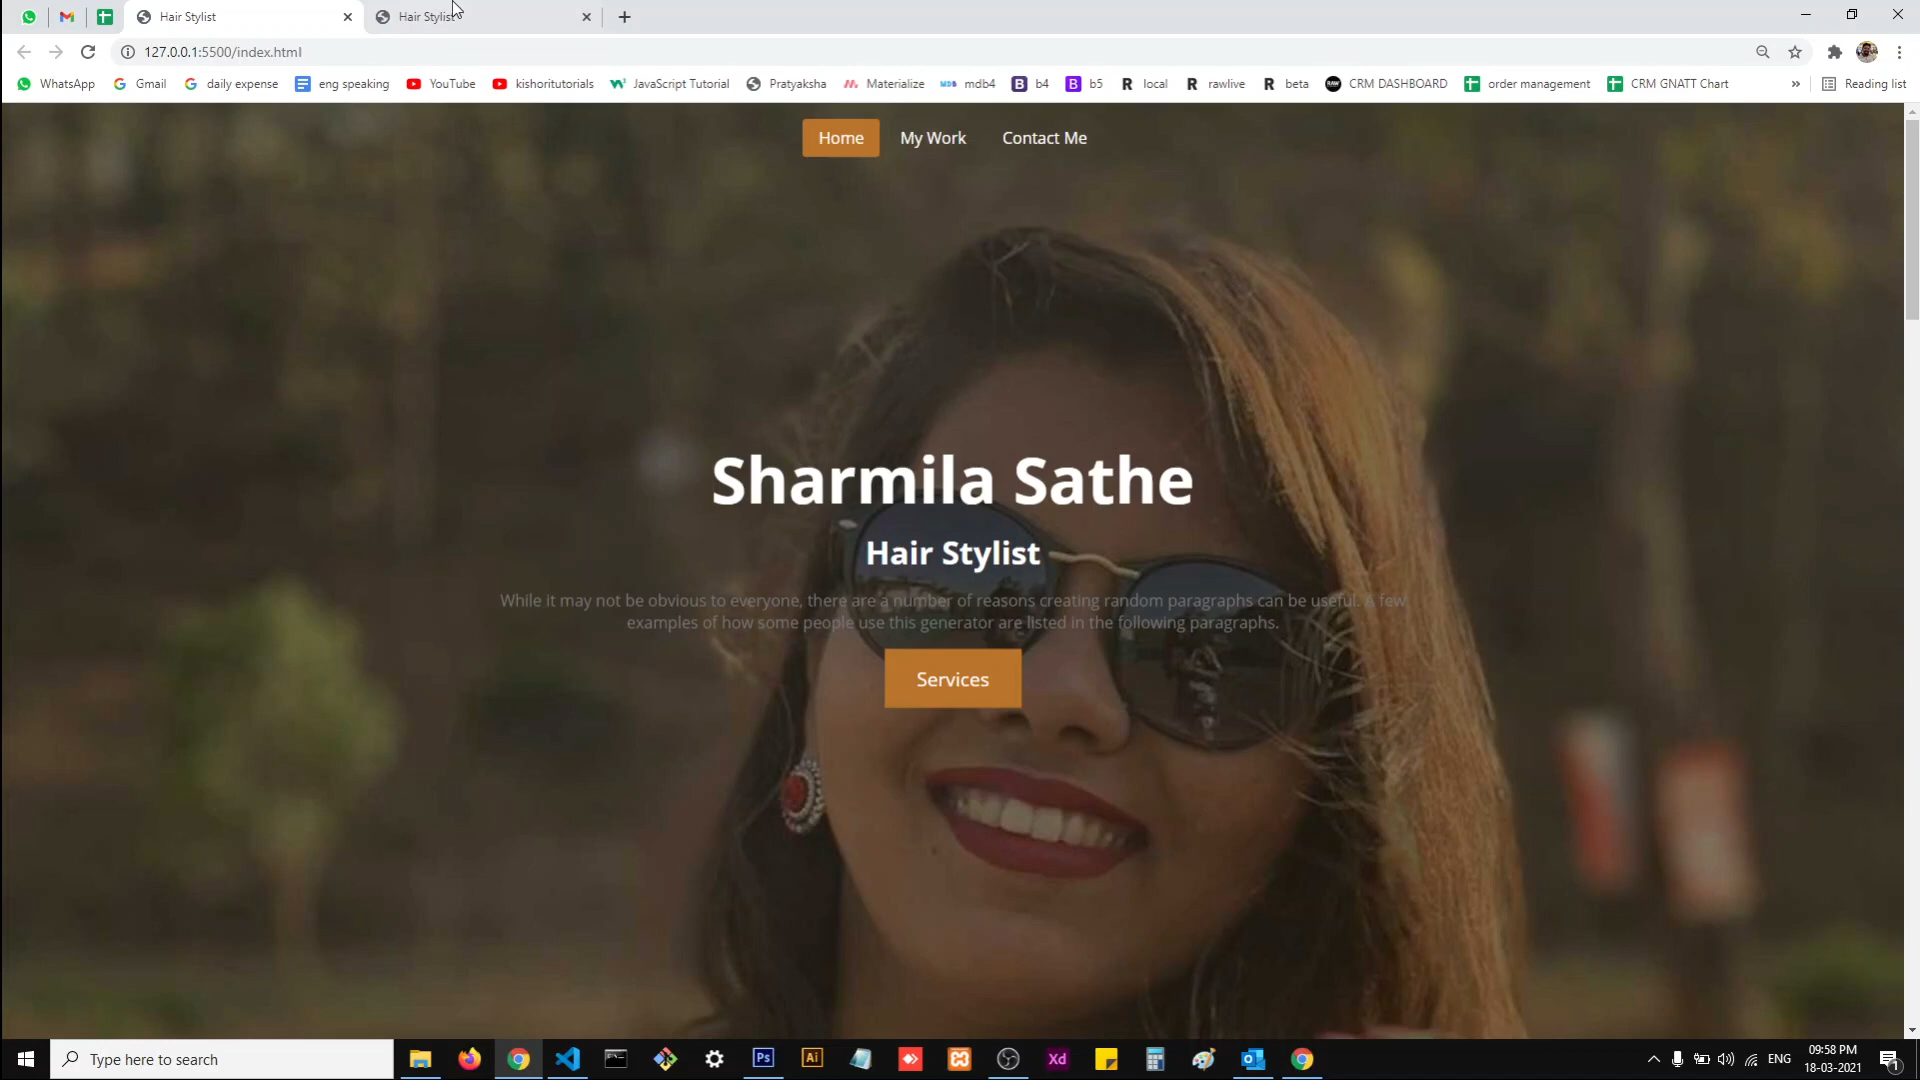 Hair Stylist
Hair Stylist
127.0.0.1:5500/index.html
WhatsApp
Gmail
daily expense
eng speaking
YouTube
kishoritutorials
JavaScript Tutorial
Pratyaksha
Materialize
mdb4
b4
b5
local
rawlive
beta
CRM DASHBOARD
order management
CRM GNATT Chart
»
Reading list
Home
My Work
Contact Me
Sharmila Sathe
Hair Stylist
While it may not be obvious to everyone, there are a number of reasons creating random paragraphs can be useful. A few
examples of how some people use this generator are listed in the following paragraphs.
Services
Type here to search
Ps
Ai
Xd
ENG
09:58 PM
18-03-2021
1